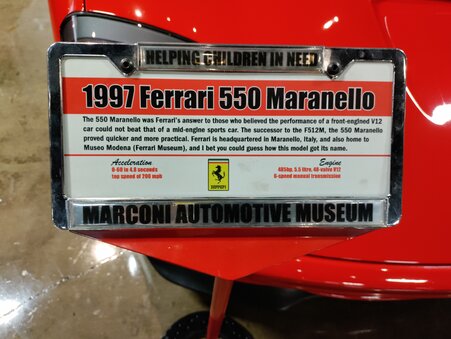 HELPING CHILDREN IN NEED
1997 Ferrari 550 Maranello
The 550 Maranello was Ferrari's answer to those who believed the performance of a front-engined V12
car could not beat that of a mid-engine sports car. The successor to the F512M, the 550 Maranello
proved quicker and more practical. Ferrari is headquartered in Maranello, Italy, and also home to
Museo Modena (Ferrari Museum), and I bet you could guess how this model got its name.
Acceleration
0-60 in 4.8 seconds
top speed of 200 mph
FERRARI
Engine
485hp, 5.5 litre, 48-valve V12
6-speed manual transmission
MARCONI AUTOMOTIVE MUSEUM